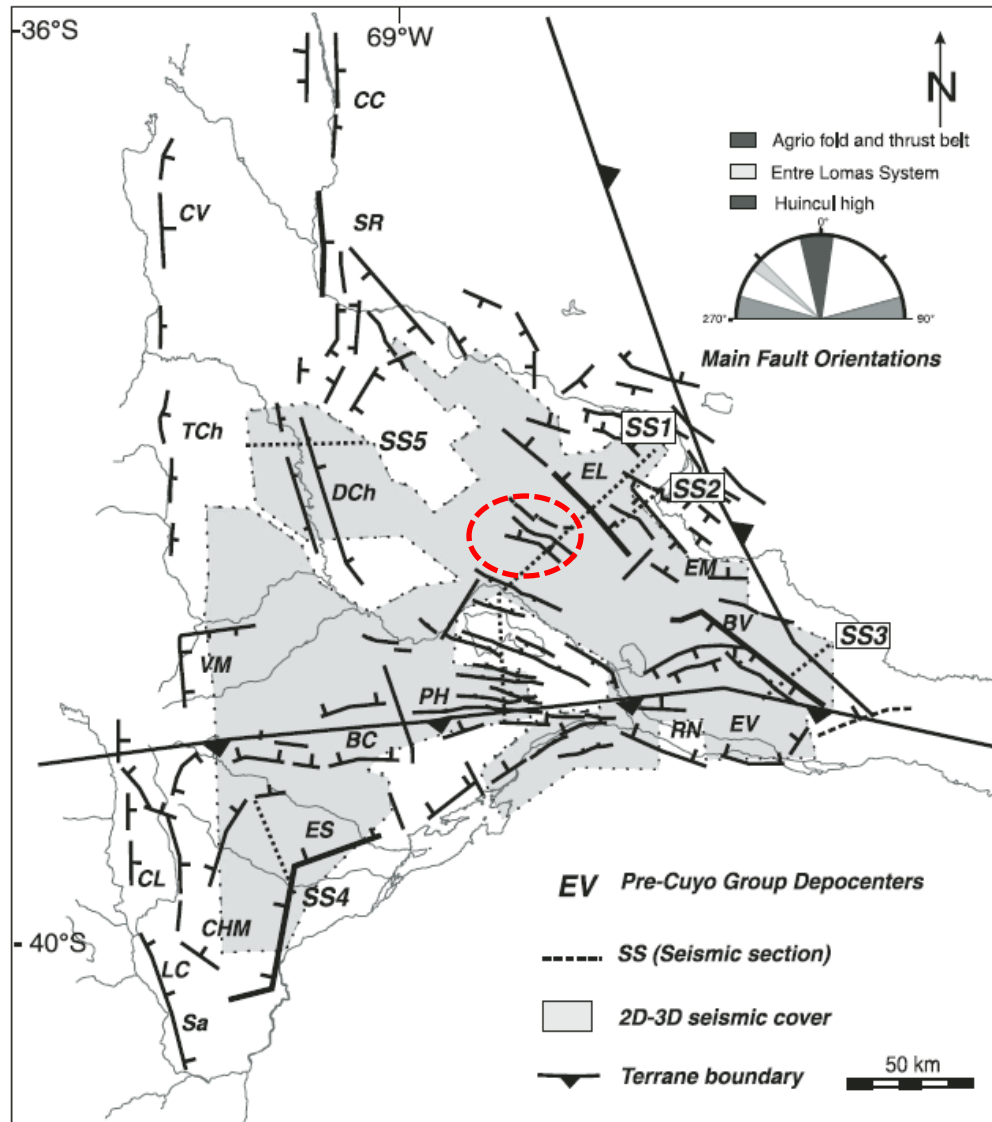 36°S
69°W
N
CC
Agrio fold and thrust belt
Entre Lomas System
Huincul high
0°
270°
90°
Main Fault Orientations
CV
SR
TCh
SS5
SS1
EL
SS2
DCh
EM
BV
SS3
VM
PH
BC
RN
EV
ES
CL
SS4
CHM
40°S
LC
Sa
EV Pre-Cuyo Group Depocenters
SS (Seismic section)
2D-3D seismic cover
Terrane boundary
50 km